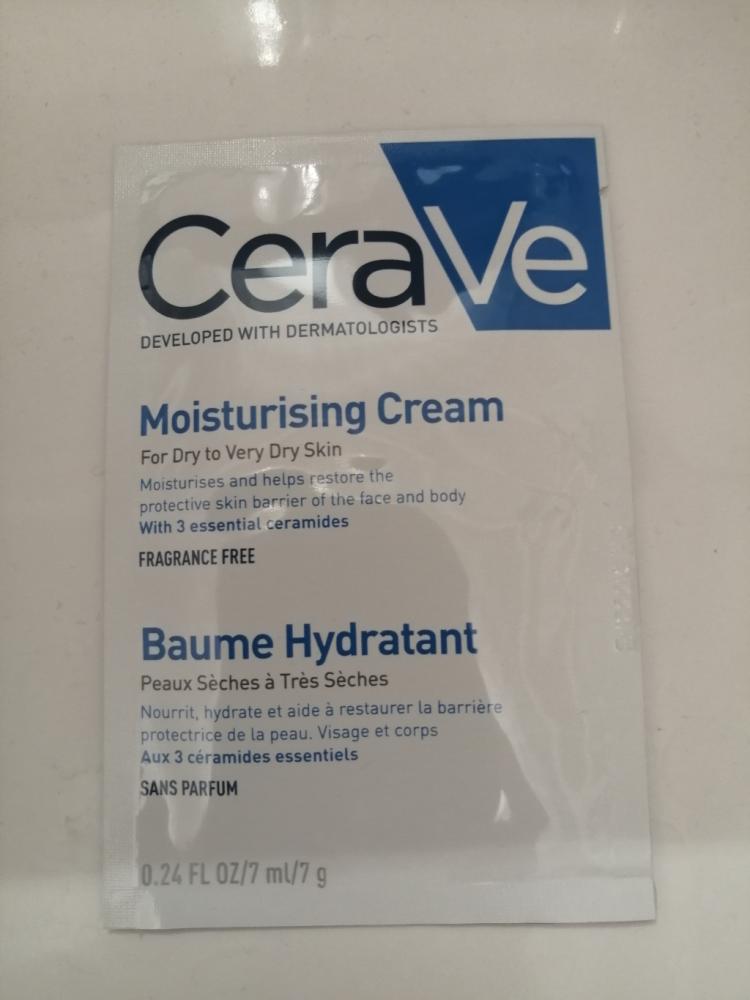 CeraVe
DEVELOPED WITH DERMATOLOGISTS
Moisturising Cream
For Dry to Very Dry Skin
Moisturises and helps restore the
protective skin barrier of the face and body
With 3 essential ceramides
FRAGRANCE FREE
Baume Hydratant
Peaux Sèches à Très Sèches
Nourrit, hydrate et aide à restaurer la barrière
protectrice de la peau. Visage et corps
Aux 3 céramides essentiels
SANS PARFUM
0.24 FL OZ/7 ml/7 g